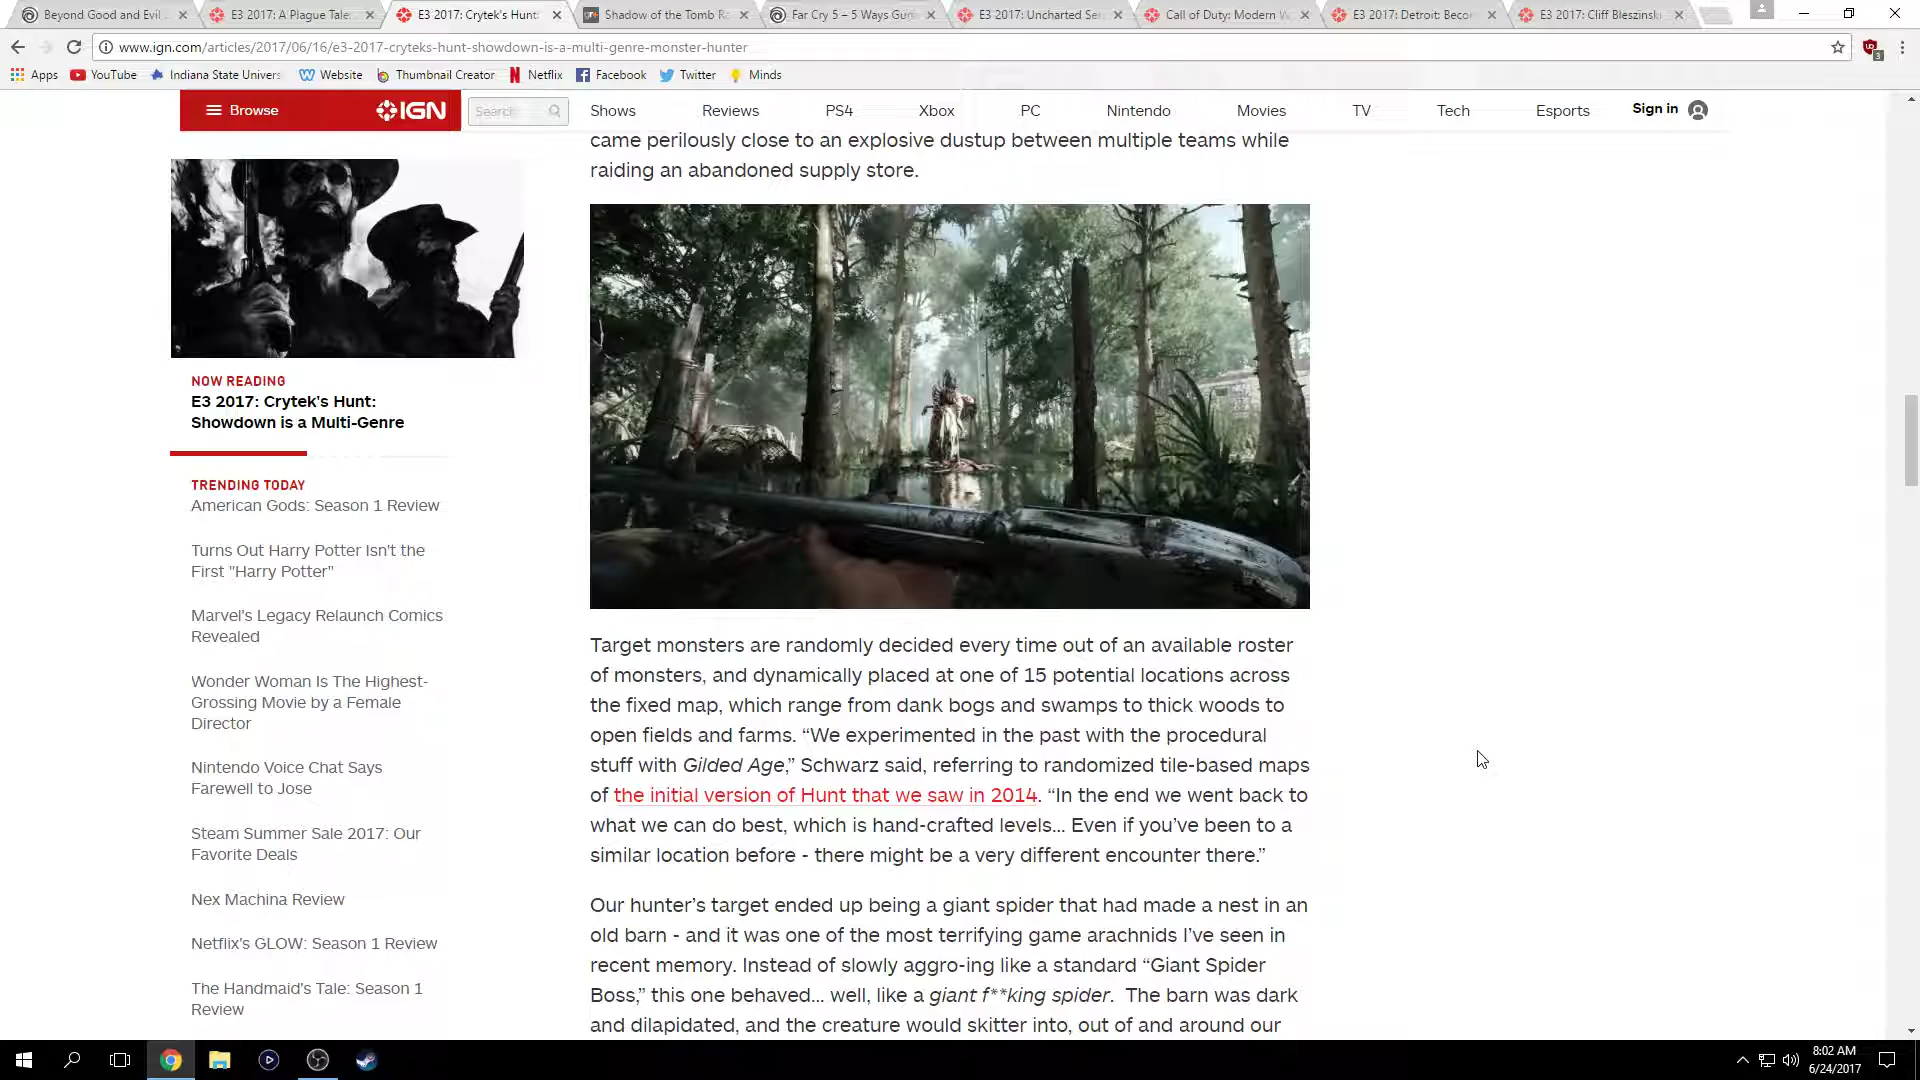 Beyond Good and Evil
E3 2017: A Plague Tale
E3 2017: Crytek's Hunt:
Shadow of the Tomb R
Far Cry 5 – 5 Ways Gun
E3 2017: Uncharted Ser
Call of Duty: Modern W
E3 2017: Detroit: Beco
E3 2017: Cliff Bleszinski
www.ign.com/articles/2017/06/16/e3-2017-cryteks-hunt-showdown-is-a-multi-genre-monster-hunter
3
Apps YouTube Indiana State Univers Website Thumbnail Creator Netflix Facebook Twitter Minds
Browse IGN Search Shows Reviews PS4 Xbox PC Nintendo Movies TV Tech Esports Sign in
came perilously close to an explosive dustup between multiple teams while
raiding an abandoned supply store.
NOW READING
E3 2017: Crytek's Hunt:
Showdown is a Multi-Genre
TRENDING TODAY
American Gods: Season 1 Review
Turns Out Harry Potter Isn't the
First "Harry Potter"
Marvel's Legacy Relaunch Comics
Revealed
Wonder Woman Is The Highest-
Grossing Movie by a Female
Director
Nintendo Voice Chat Says
Farewell to Jose
Steam Summer Sale 2017: Our
Favorite Deals
Nex Machina Review
Netflix's GLOW: Season 1 Review
The Handmaid's Tale: Season 1
Review
Target monsters are randomly decided every time out of an available roster
of monsters, and dynamically placed at one of 15 potential locations across
the fixed map, which range from dank bogs and swamps to thick woods to
open fields and farms. “We experimented in the past with the procedural
stuff with Gilded Age,” Schwarz said, referring to randomized tile-based maps
of the initial version of Hunt that we saw in 2014. “In the end we went back to
what we can do best, which is hand-crafted levels... Even if you’ve been to a
similar location before - there might be a very different encounter there.”
Our hunter’s target ended up being a giant spider that had made a nest in an
old barn - and it was one of the most terrifying game arachnids I’ve seen in
recent memory. Instead of slowly aggro-ing like a standard “Giant Spider
Boss,” this one behaved... well, like a giant f**king spider. The barn was dark
and dilapidated, and the creature would skitter into, out of and around our
8:02 AM
6/24/2017